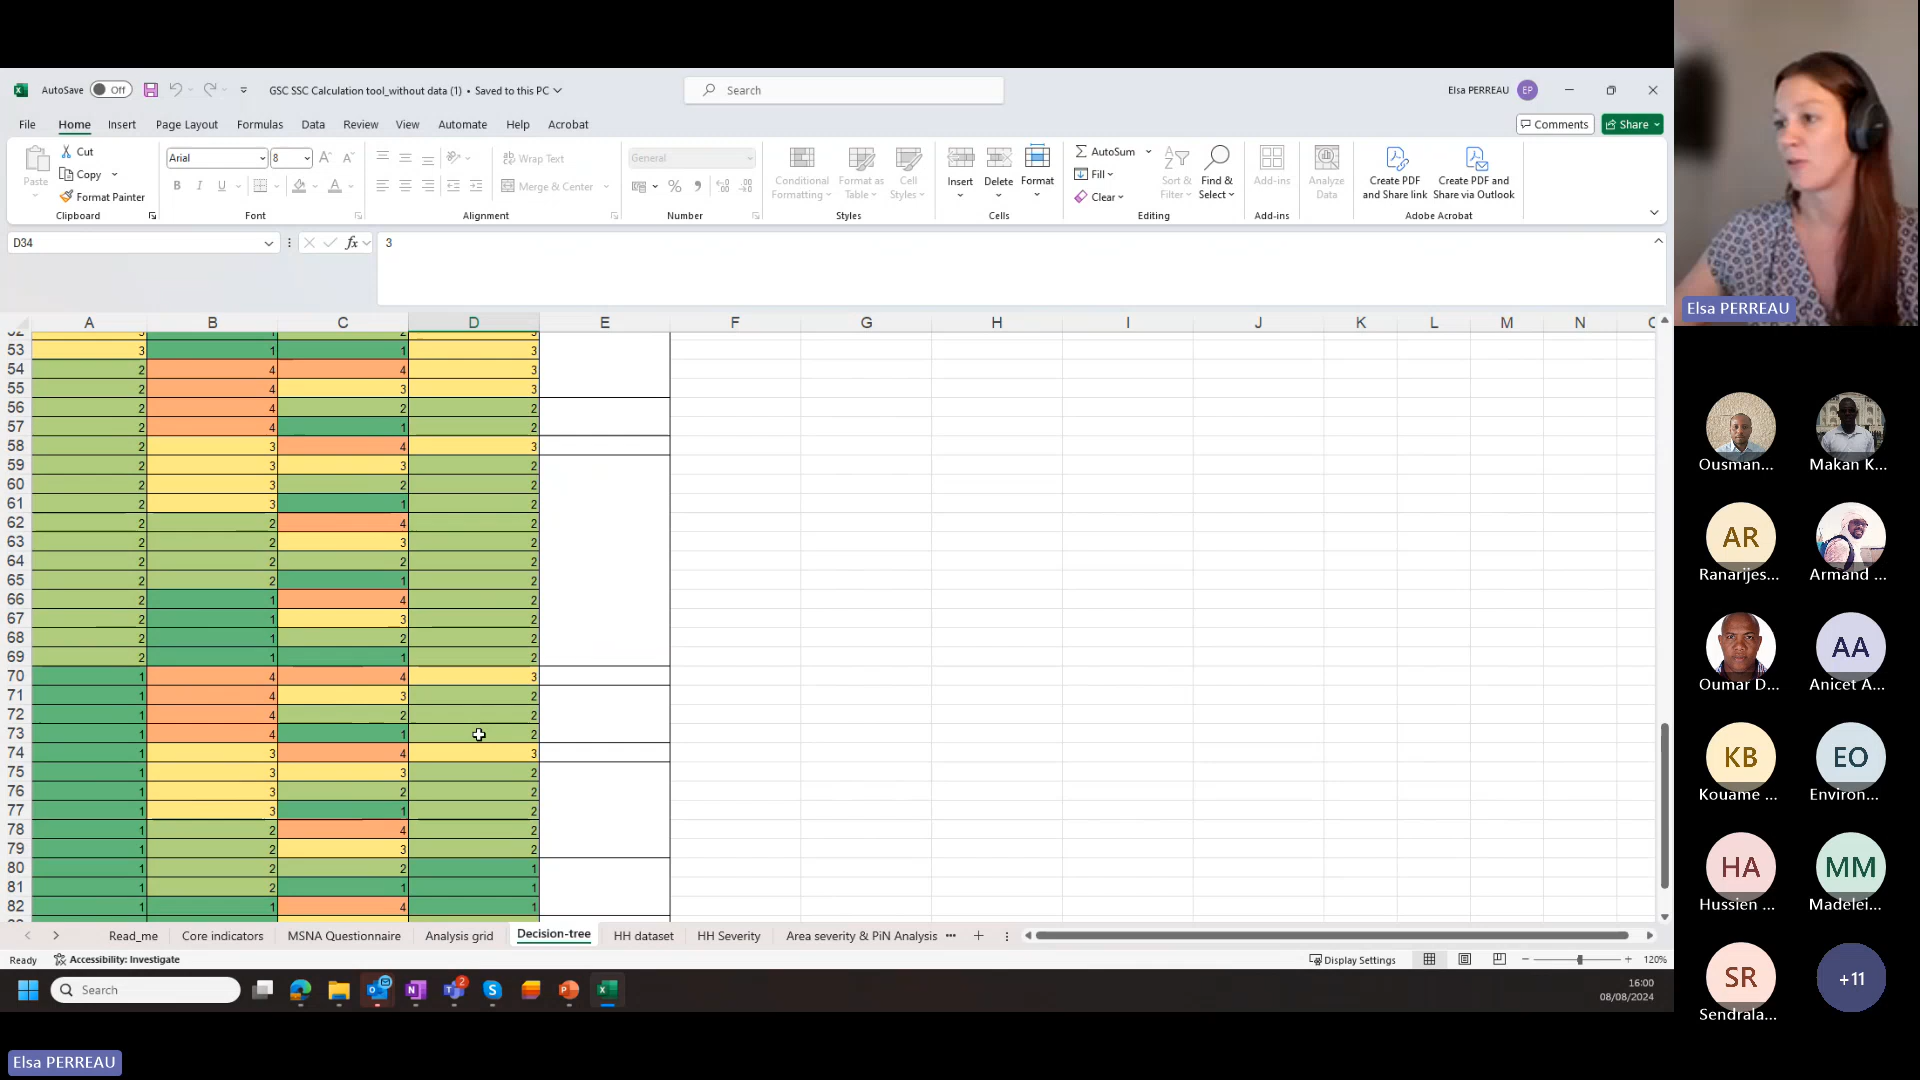 AutoSave Off GSC SSC Calculation tool_without data (1) • Saved to this PC Search Elsa PERREAU EP
File Home Insert Page Layout Formulas Data Review View Automate Help Acrobat Comments Share
Paste Cut Copy Format Painter
Arial 8 B I U
Wrap Text Merge & Center
General
Conditional Formatting Format as Table Cell Styles
Insert Delete Format
AutoSum Fill Clear Sort & Filter Find & Select
Add-ins Analyze Data Create PDF and Share link Create PDF and Share via Outlook
Clipboard Font Alignment Number Styles Cells Editing Add-ins Adobe Acrobat
D34 fx 3
A B C D E F G H I J K L M N
53 3 1 1 3
54 2 4 4 3
55 2 4 3 3
56 2 4 2 2
57 2 4 1 2
58 2 3 4 3
59 2 3 3 2
60 2 3 2 2
61 2 3 1 2
62 2 2 4 2
63 2 2 3 2
64 2 2 2 2
65 2 2 1 2
66 2 1 4 2
67 2 1 3 2
68 2 1 2 2
69 2 1 1 2
70 1 4 4 3
71 1 4 3 2
72 1 4 2 2
73 1 4 1 2
74 1 3 4 3
75 1 3 3 2
76 1 3 2 2
77 1 3 1 2
78 1 2 4 2
79 1 2 3 2
80 1 2 2 1
81 1 2 1 1
82 1 1 4 1
Read_me Core indicators MSNA Questionnaire Analysis grid Decision-tree HH dataset HH Severity Area severity & PiN Analysis
Ready Accessibility: Investigate Display Settings 120%
Search 2 16:00
08/08/2024
Elsa PERREAU
Elsa PERREAU
Ousman... Makan K...
AR
Ranarijes... Armand ...
AA
Oumar D... Anicet A...
KB EO
Kouame ... Environ...
HA MM
Hussien ... Madelei...
SR +11
Sendrala...